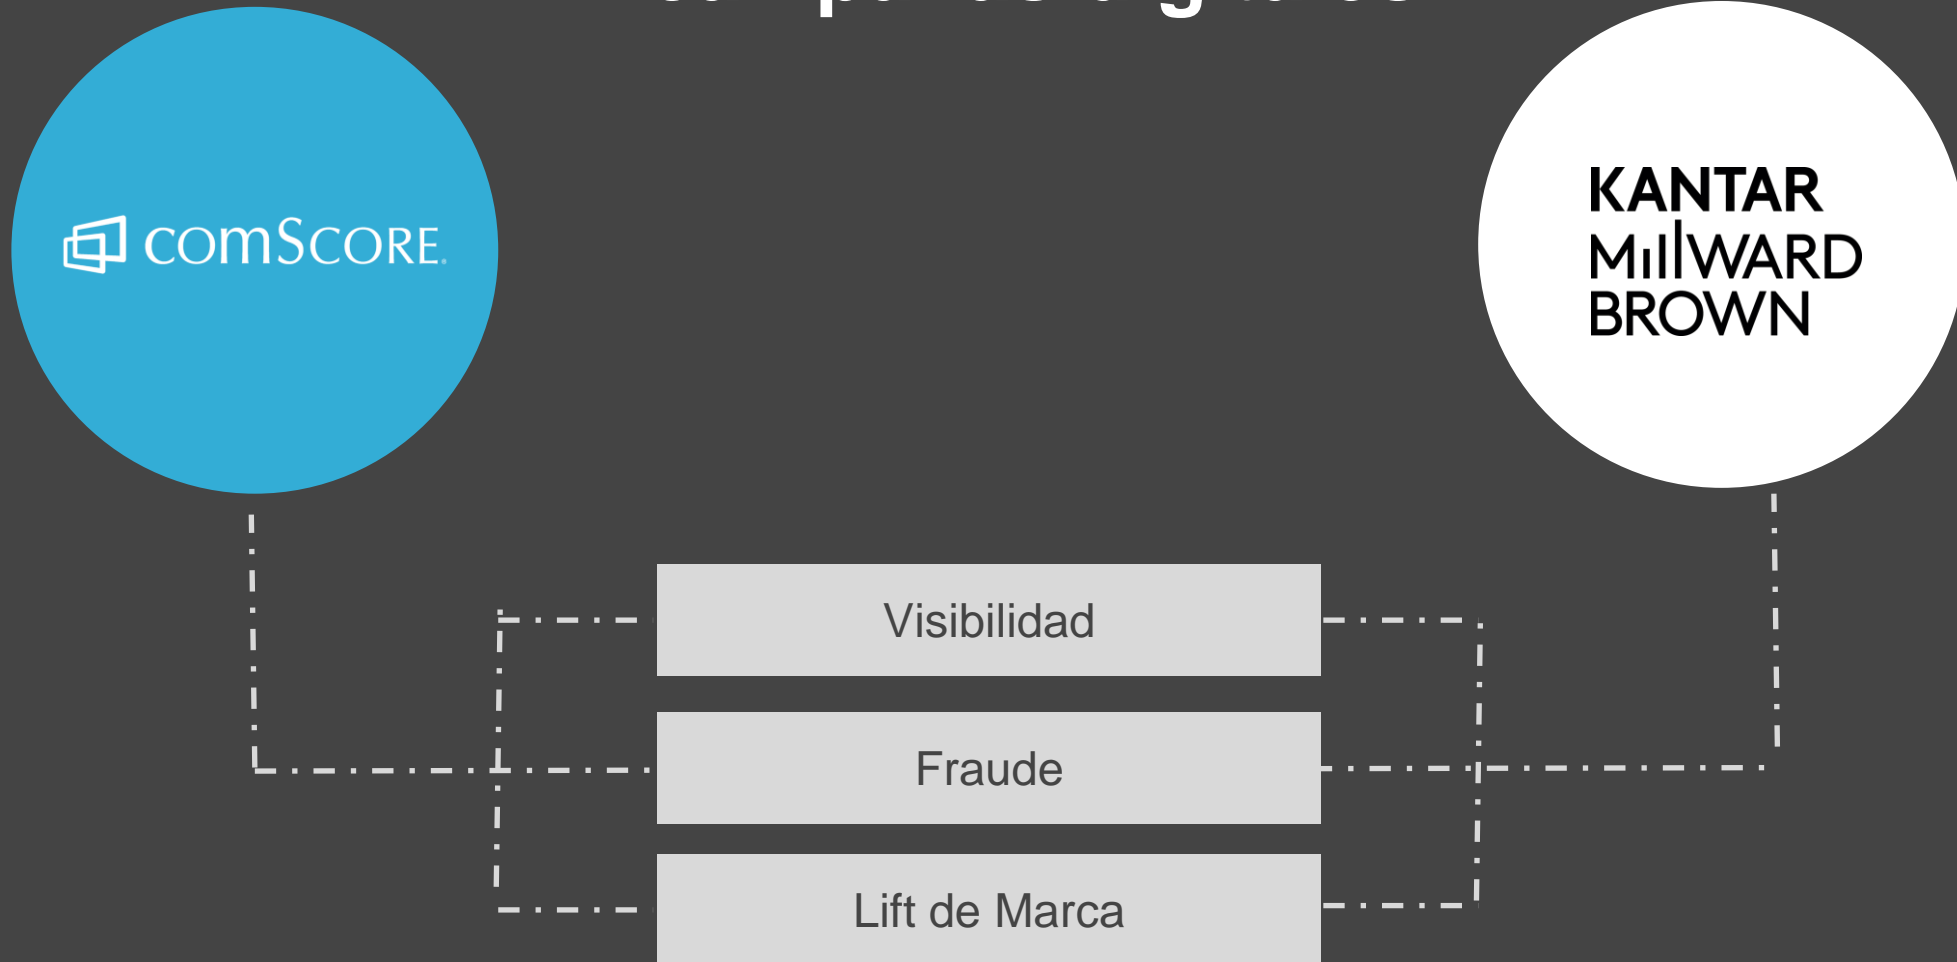 comScore.
KANTAR
MillWARD
BROWN
Visibilidad
Fraude
Lift de Marca